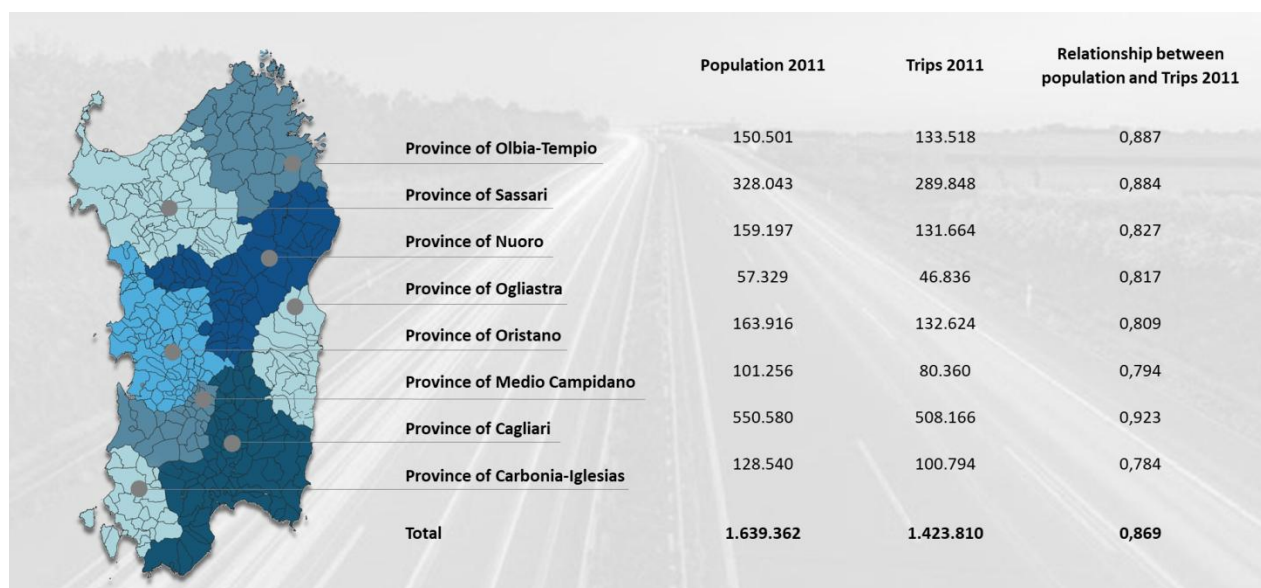 Population 2011 Trips 2011 Relationship between
population and Trips 2011
Province of Olbia-Tempio 150.501 133.518 0,887
Province of Sassari 328.043 289.848 0,884
Province of Nuoro 159.197 131.664 0,827
Province of Ogliastra 57.329 46.836 0,817
Province of Oristano 163.916 132.624 0,809
Province of Medio Campidano 101.256 80.360 0,794
Province of Cagliari 550.580 508.166 0,923
Province of Carbonia-Iglesias 128.540 100.794 0,784
Total 1.639.362 1.423.810 0,869